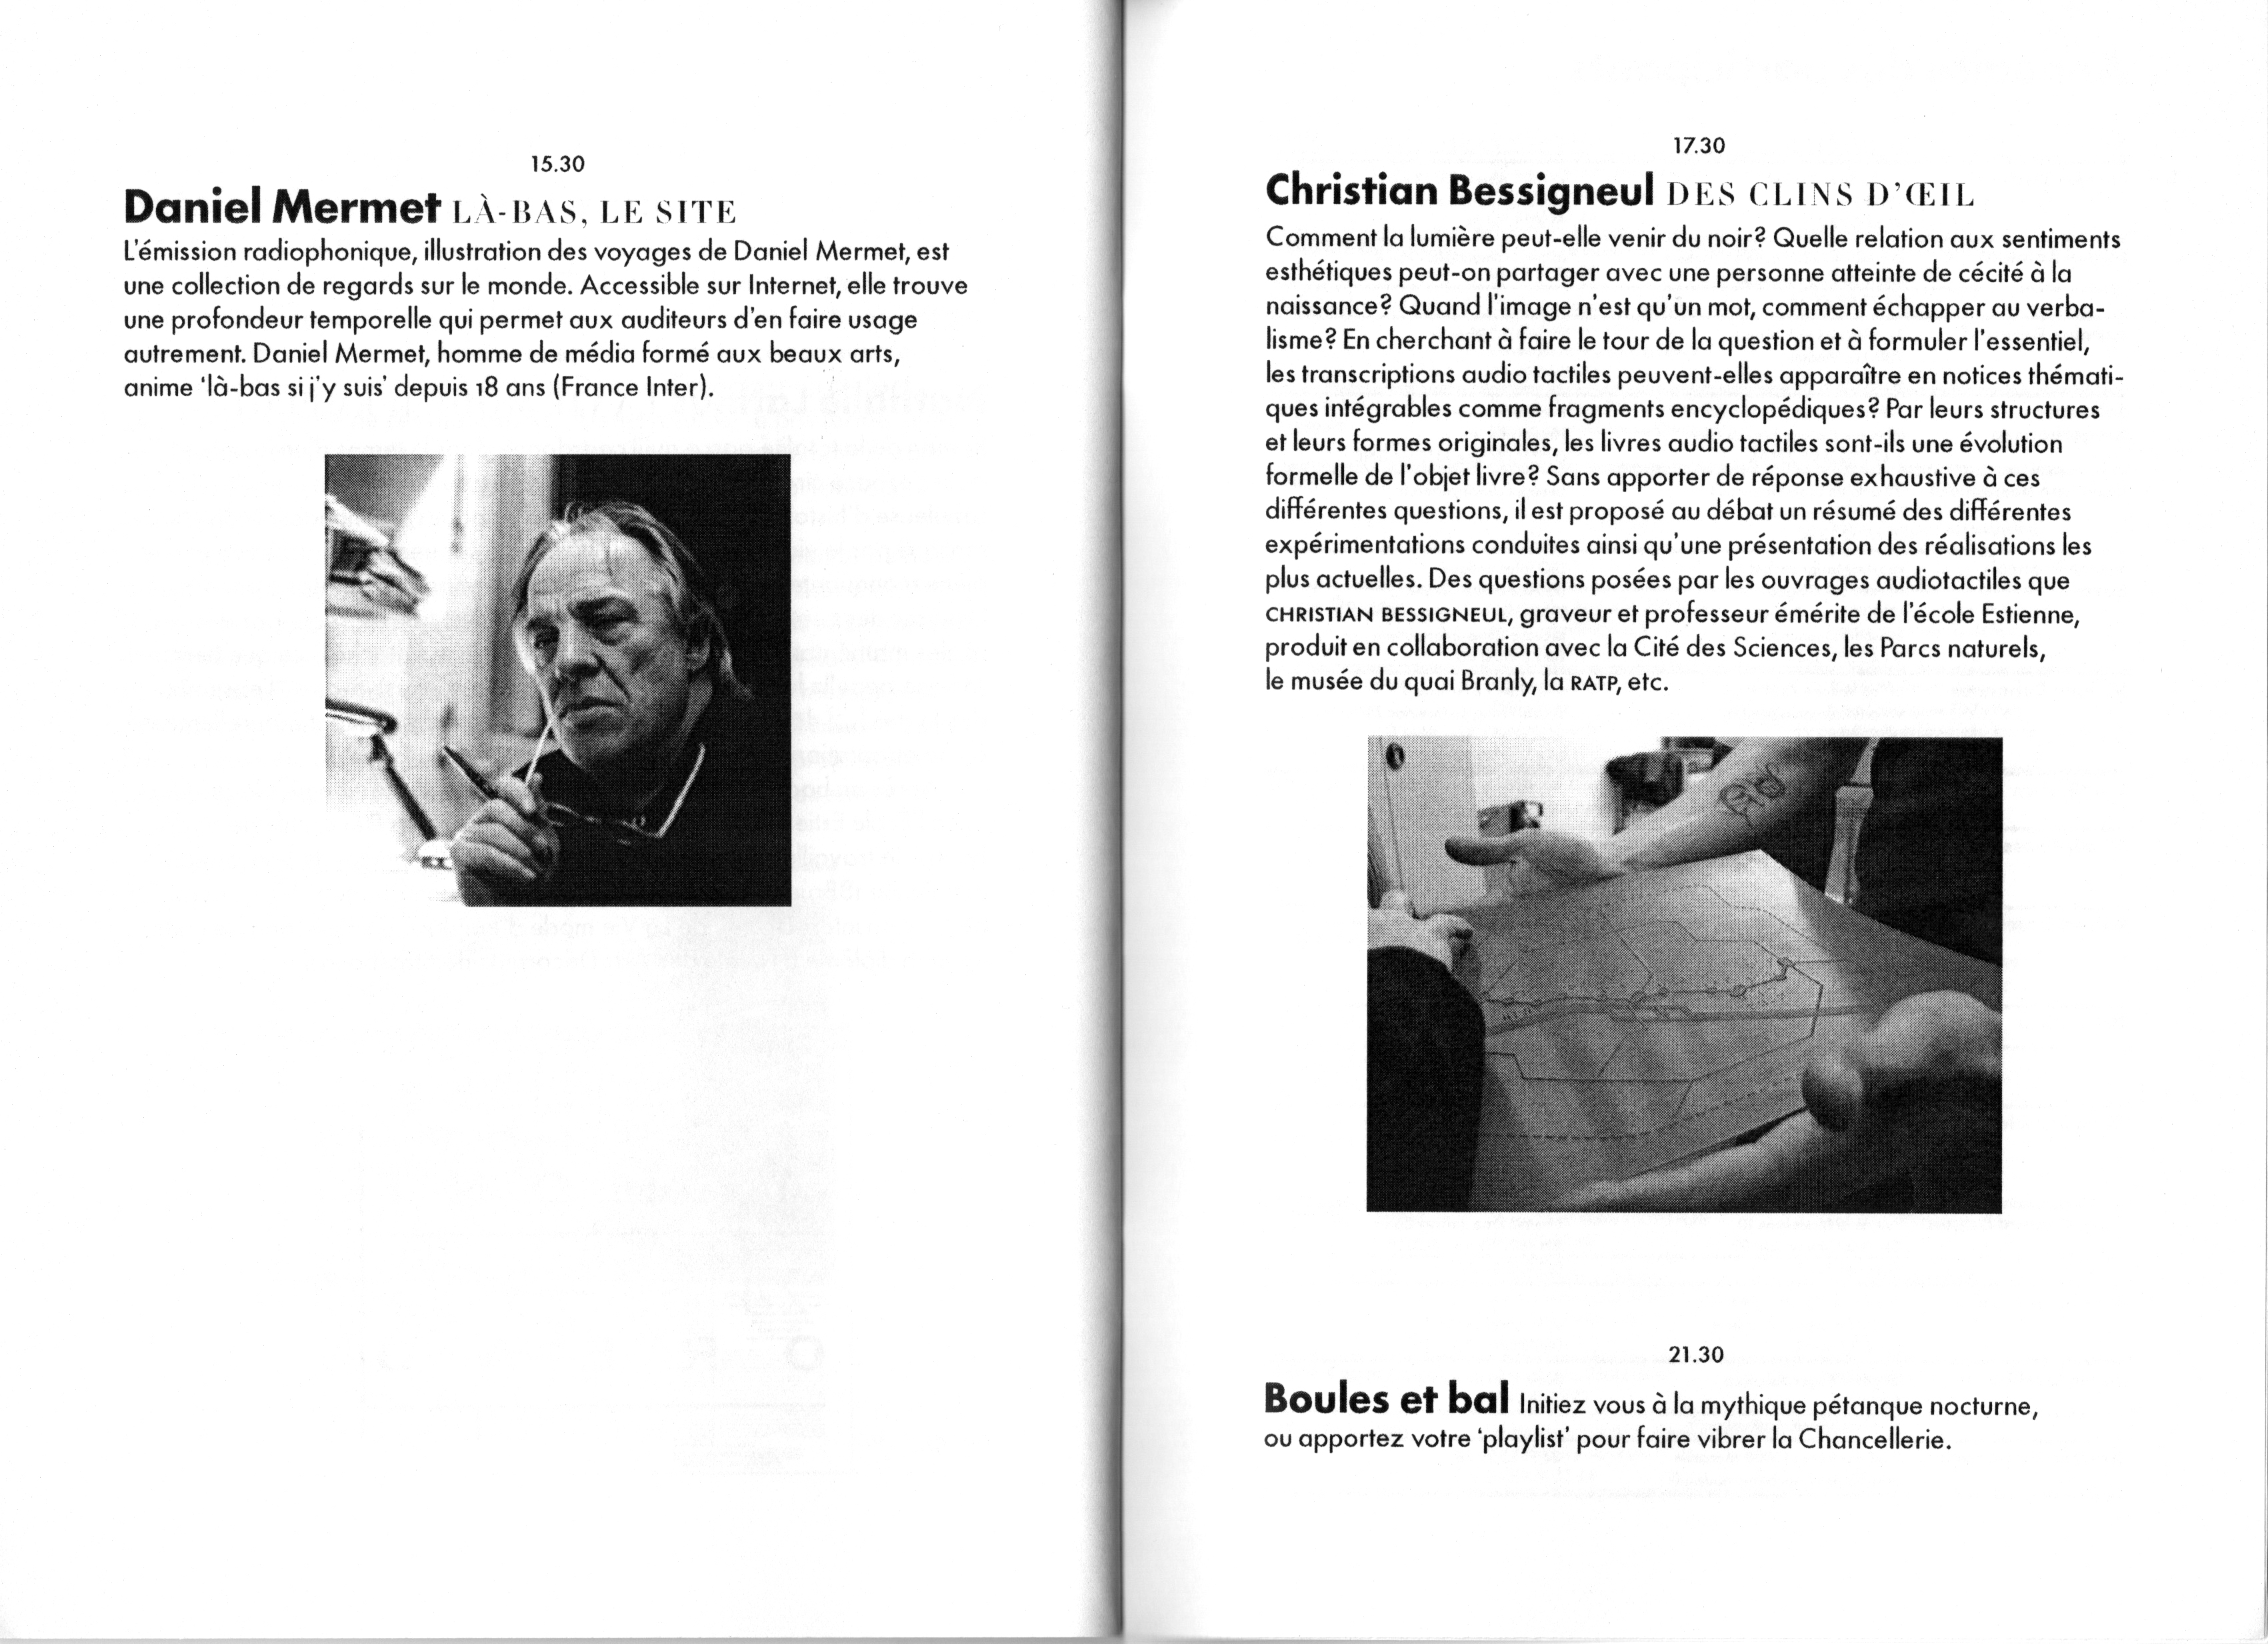 15.30
Daniel Mermet LÀ-BAS, LE SITE
L'émission radiophonique, illustration des voyages de Daniel Mermet, est
une collection de regards sur le monde. Accessible sur Internet, elle trouve
une profondeur temporelle qui permet aux auditeurs d'en faire usage
autrement. Daniel Mermet, homme de média formé aux beaux arts,
anime ‘là-bas si j'y suis’ depuis 18 ans (France Inter).
17.30
Christian Bessigneul DES CLINS D'ŒIL
Comment la lumière peut-elle venir du noir? Quelle relation aux sentiments
esthétiques peut-on partager avec une personne atteinte de cécité à la
naissance? Quand l'image n'est qu'un mot, comment échapper au verba-
lisme? En cherchant à faire le tour de la question et à formuler l'essentiel,
les transcriptions audio tactiles peuvent-elles apparaître en notices thémati-
ques intégrables comme fragments encyclopédiques? Par leurs structures
et leurs formes originales, les livres audio tactiles sont-ils une évolution
formelle de l'objet livre? Sans apporter de réponse exhaustive à ces
différentes questions, il est proposé au débat un résumé des différentes
expérimentations conduites ainsi qu'une présentation des réalisations les
plus actuelles. Des questions posées par les ouvrages audiotactiles que
CHRISTIAN BESSIGNEUL, graveur et professeur émérite de l'école Estienne,
produit en collaboration avec la Cité des Sciences, les Parcs naturels,
le musée du quai Branly, la RATP, etc.
21.30
Boules et bal Initiez vous à la mythique pétanque nocturne,
ou apportez votre ‘playlist’ pour faire vibrer la Chancellerie.